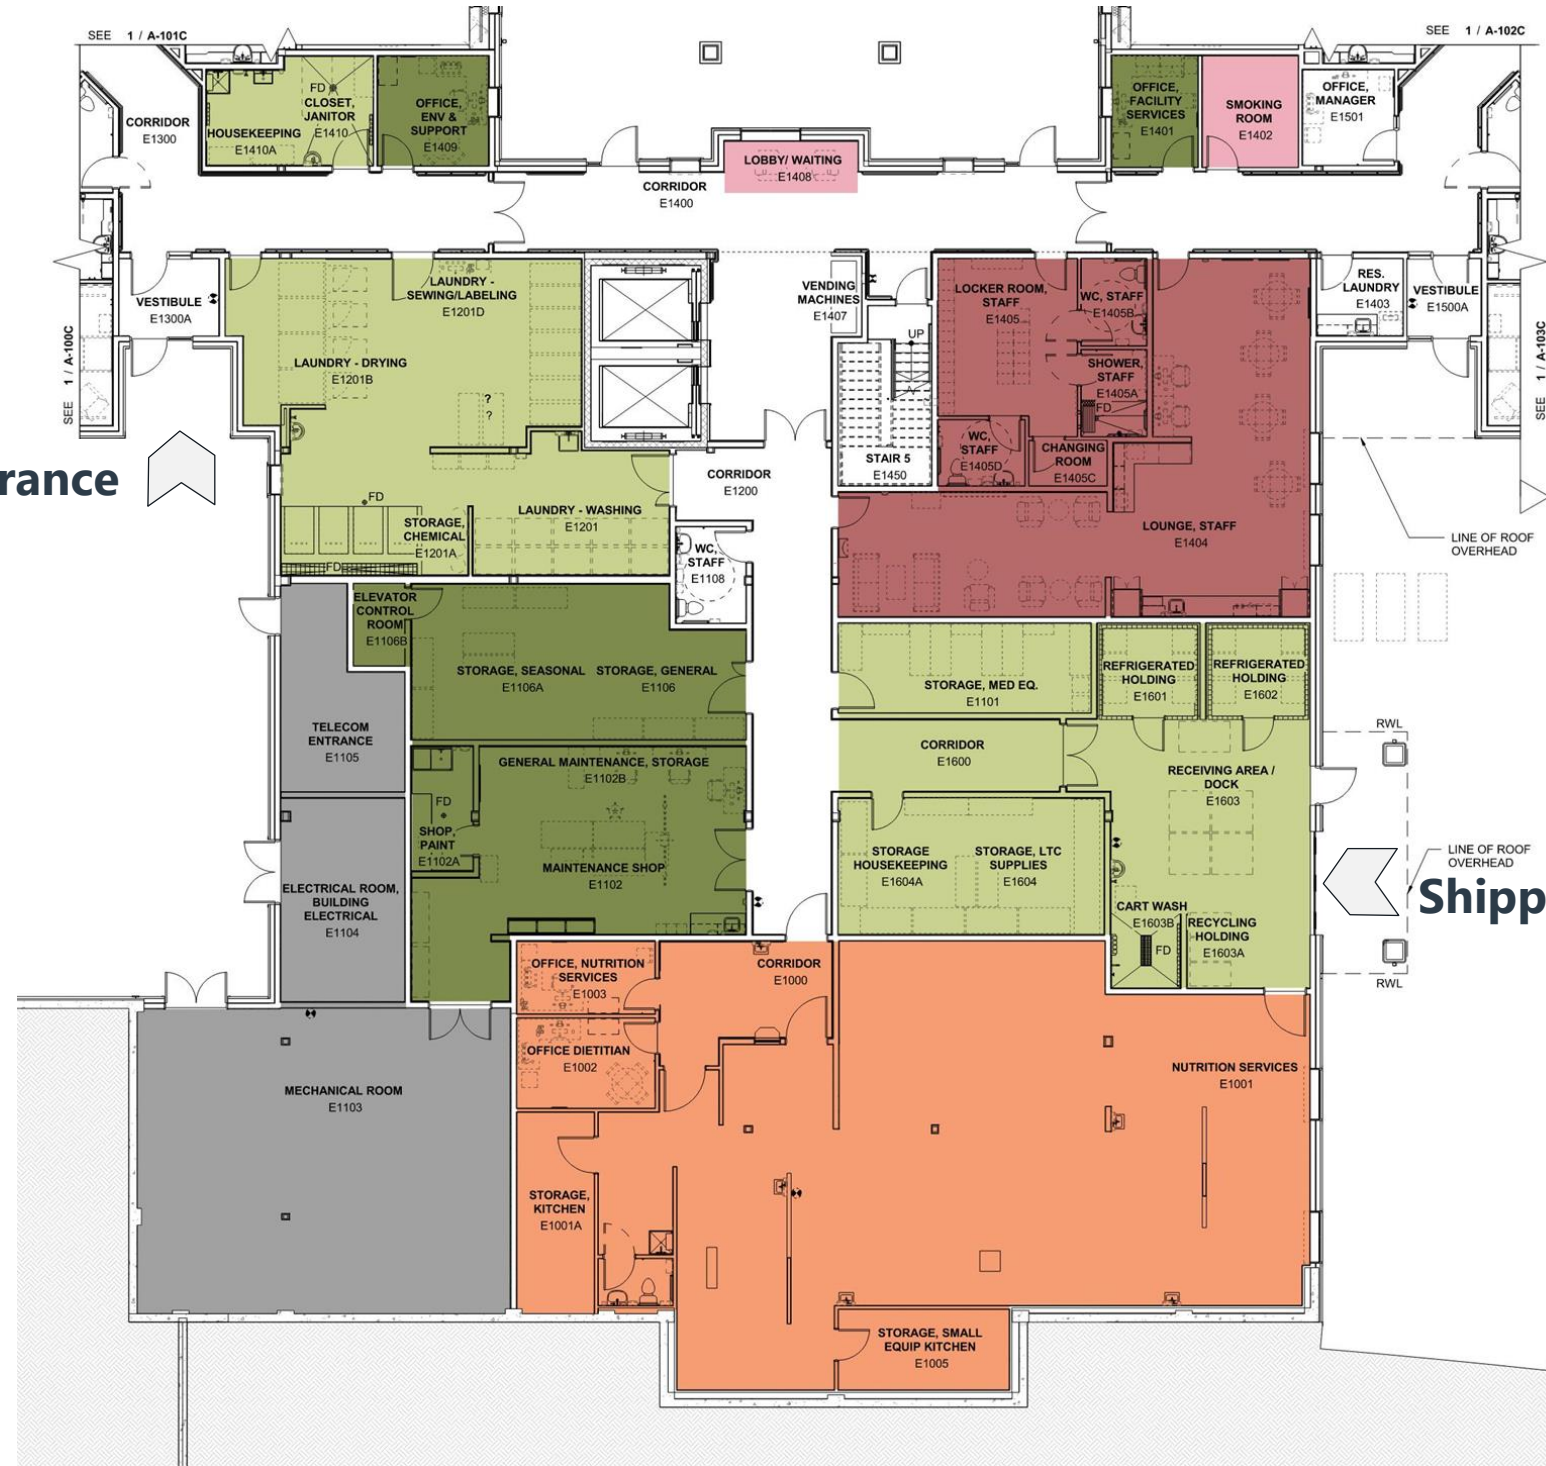 SEE 1 / A-101C
SEE 1 / A-102C
CORRIDOR
E1300
FD
CLOSET,
JANITOR
E1410
HOUSEKEEPING
E1410A
OFFICE,
ENV &
SUPPORT
E1409
LOBBY/ WAITING
E1408
CORRIDOR
E1400
OFFICE,
FACILITY
SERVICES
E1401
SMOKING
ROOM
E1402
OFFICE,
MANAGER
E1501
VESTIBULE
E1300A
SEE 1 / A-100C
LAUNDRY -
SEWING/LABELING
E1201D
LAUNDRY - DRYING
E1201B
?
?
VENDING
MACHINES
E1407
UP
STAIR 5
E1450
LOCKER ROOM,
STAFF
E1405
WC, STAFF
E1405B
SHOWER,
STAFF
E1405A
FD
WC,
STAFF
E1405D
CHANGING
ROOM
E1405C
RES.
LAUNDRY
E1403
VESTIBULE
E1500A
SEE 1 / A-103C
rance
CORRIDOR
E1200
FD
LAUNDRY - WASHING
E1201
STORAGE,
CHEMICAL
E1201A
FD
WC,
STAFF
E1108
LOUNGE, STAFF
E1404
LINE OF ROOF
OVERHEAD
ELEVATOR
CONTROL
ROOM
E1106B
STORAGE, SEASONAL
E1106A
STORAGE, GENERAL
E1106
STORAGE, MED EQ.
E1101
REFRIGERATED
HOLDING
E1601
REFRIGERATED
HOLDING
E1602
TELECOM
ENTRANCE
E1105
GENERAL MAINTENANCE, STORAGE
E1102B
CORRIDOR
E1600
RECEIVING AREA /
DOCK
E1603
RWL
FD
SHOP,
PAINT
E1102A
MAINTENANCE SHOP
E1102
STORAGE
HOUSEKEEPING
E1604A
STORAGE, LTC
SUPPLIES
E1604
LINE OF ROOF
OVERHEAD
Shipp
ELECTRICAL ROOM,
BUILDING
ELECTRICAL
E1104
CART WASH
E1603B
FD
RECYCLING
HOLDING
E1603A
RWL
OFFICE, NUTRITION
SERVICES
E1003
CORRIDOR
E1000
OFFICE DIETITIAN
E1002
MECHANICAL ROOM
E1103
NUTRITION SERVICES
E1001
STORAGE,
KITCHEN
E1001A
STORAGE, SMALL
EQUIP KITCHEN
E1005